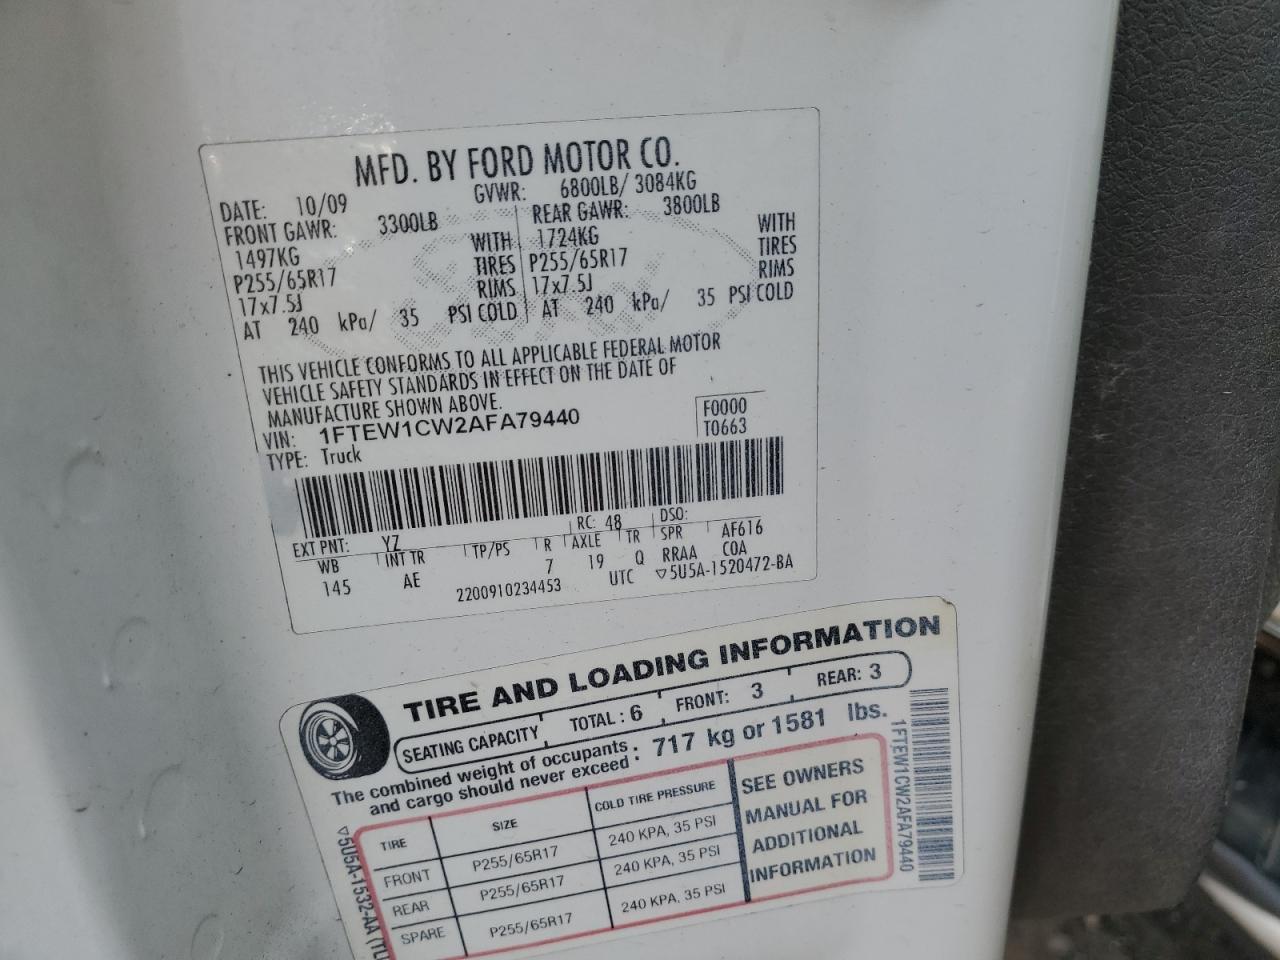 MFD. BY FORD MOTOR CO.
DATE: 10/09 GVWR: 6800LB/ 3084KG
FRONT GAWR: 3300LB REAR GAWR: 3800LB
1497KG WITH 1724KG WITH
P255/65R17 TIRES P255/65R17 TIRES
17x7.5J RIMS 17x7.5J RIMS
AT 240 kPa/ 35 PSI COLD AT 240 kPa/ 35 PSI COLD
THIS VEHICLE CONFORMS TO ALL APPLICABLE FEDERAL MOTOR
VEHICLE SAFETY STANDARDS IN EFFECT ON THE DATE OF
MANUFACTURE SHOWN ABOVE.
VIN: 1FTEW1CW2AFA79440 F0000
TYPE: Truck T0663
EXT PNT: YZ RC: 48 DSO:
WB INT TR TP/PS R AXLE TR SPR AF616
145 AE 7 19 Q RRAA COA
2200910234453 UTC ▽5U5A-1520472-BA
TIRE AND LOADING INFORMATION
SEATING CAPACITY TOTAL: 6 FRONT: 3 REAR: 3
The combined weight of occupants
and cargo should never exceed : 717 kg or 1581 lbs.
TIRE SIZE COLD TIRE PRESSURE
FRONT P255/65R17 240 KPA, 35 PSI
REAR P255/65R17 240 KPA, 35 PSI
SPARE P255/65R17 240 KPA, 35 PSI
SEE OWNERS
MANUAL FOR
ADDITIONAL
INFORMATION
1FTEW1CW2AFA79440
▽5U5A-1532-AA